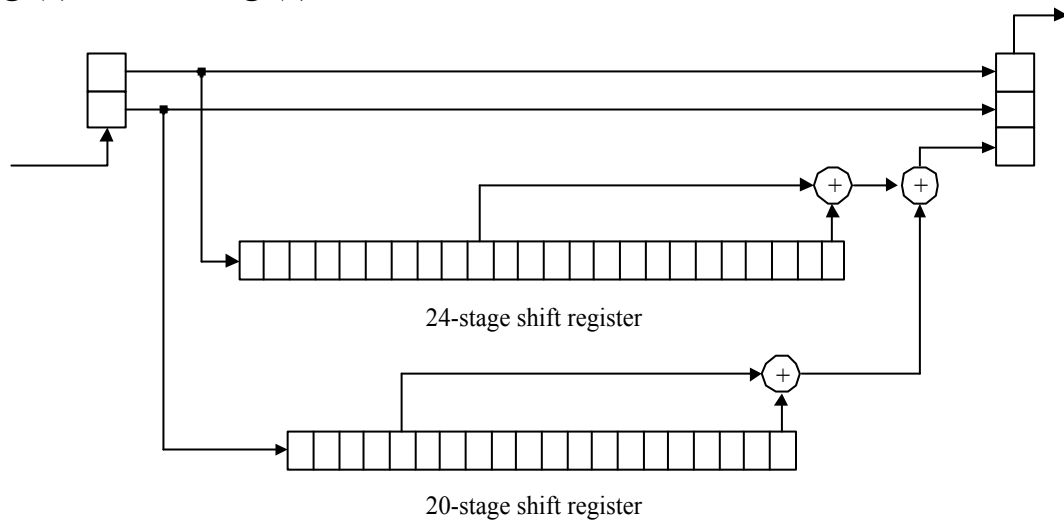 +
+
24-stage shift register
+
20-stage shift register